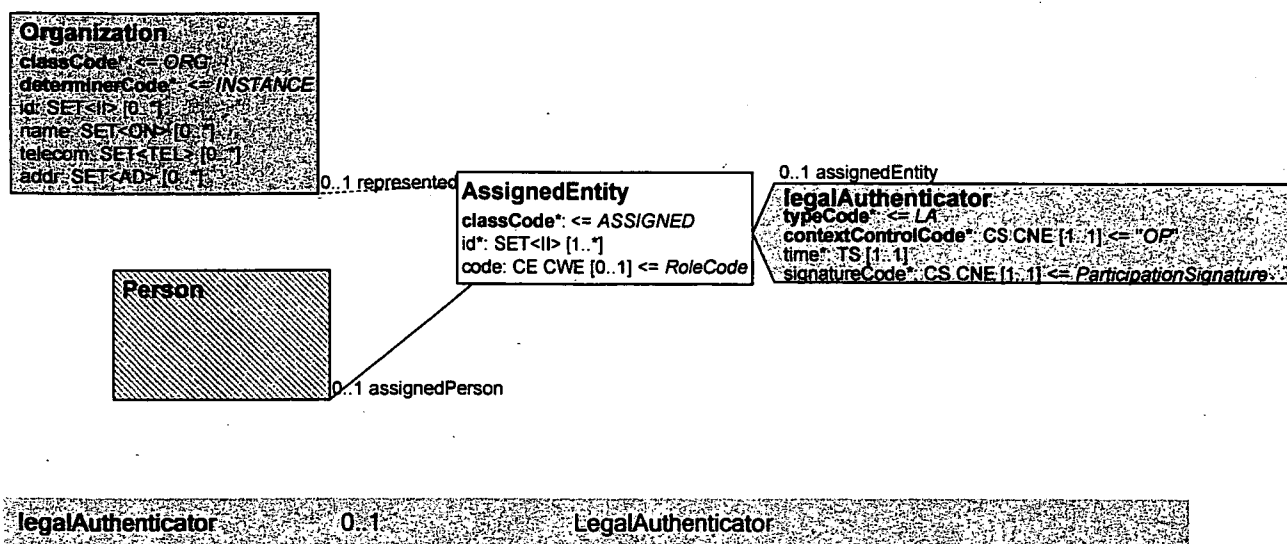 Organization
classCode*: <= ORG
determinerCode*: <= INSTANCE
id: SET<II> [0..*]
name: SET<ON> [0..*]
telecom: SET<TEL> [0..*]
addr: SET<AD> [0..*]
0..1 represented
AssignedEntity
classCode*: <= ASSIGNED
id*: SET<II> [1..*]
code: CE CWE [0..1] <= RoleCode
0..1 assignedEntity
legalAuthenticator
typeCode*: <= LA
contextControlCode*: CS CNE [1..1] <= "OP"
time*: TS [1..1]
signatureCode*: CS CNE [1..1] <= ParticipationSignature
Person
0..1 assignedPerson
legalAuthenticator 0..1 LegalAuthenticator